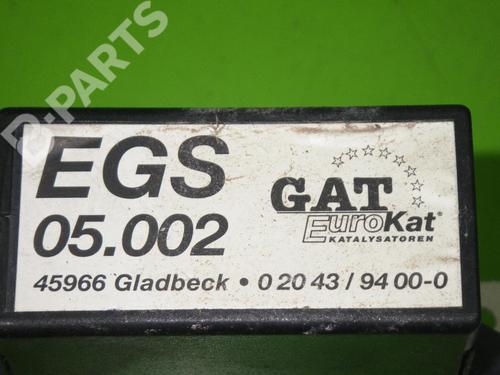 B-PARTS
EGS
05.002
GAT
EuroKat®
KATALYSATOREN
45966 Gladbeck • 0 20 43 / 94 00-0